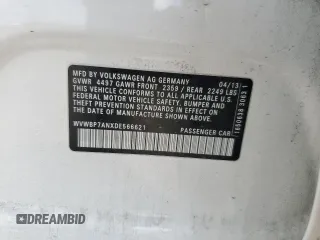 MFD BY VOLKSWAGEN AG GERMANY 04/13
GVWR 4497 GAWR FRONT 2359 / REAR 2249 LBS
THIS VEHICLE CONFORMS TO ALL APPLICABLE
FEDERAL MOTOR VEHICLE SAFETY, BUMPER AND
THEFT PREVENTION STANDARDS IN EFFECT ON
THE DATE OF MANUFACTURE SHOWN ABOVE
WVWBP7ANXDE566621 PASSENGER CAR
DREAMBID
DREAMBID